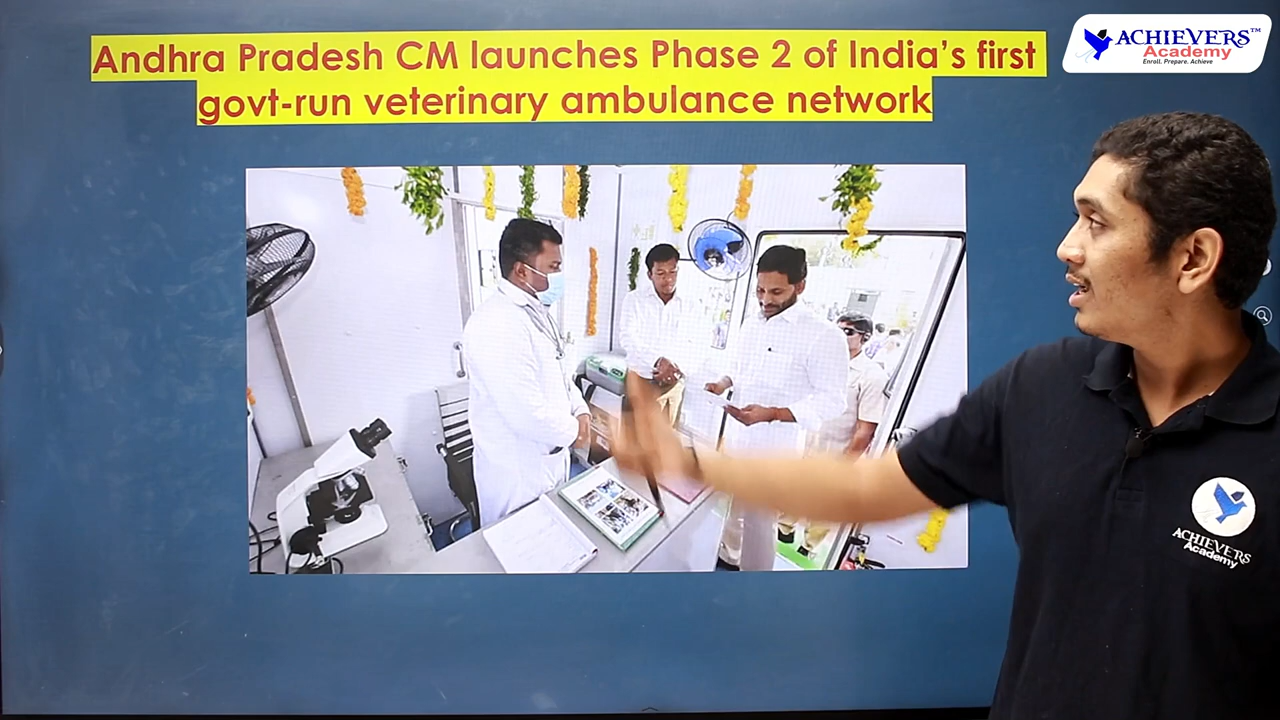 Andhra Pradesh CM launches Phase 2 of India's first
govt-run veterinary ambulance network
ACHIEVERS™
Academy
Enroll. Prepare. Achieve
ACHIEVERS
Academy